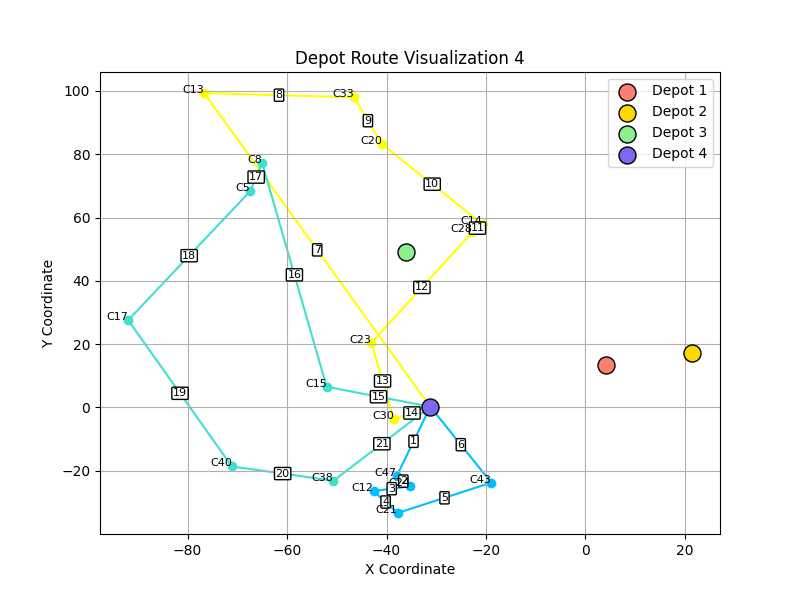 Depot Route Visualization 4
Depot 1
Depot 2
Depot 3
Depot 4
Y Coordinate
100
80
60
40
20
0
−20
−80
−60
−40
−20
0
20
X Coordinate
C13
8
C33
9
C20
C8
17
C5
10
C14
C28
11
18
7
16
12
C17
C23
19
13
C15
15
C30
14
1
6
21
C40
20
C38
C47
2
C12
3
C43
4
5
C21